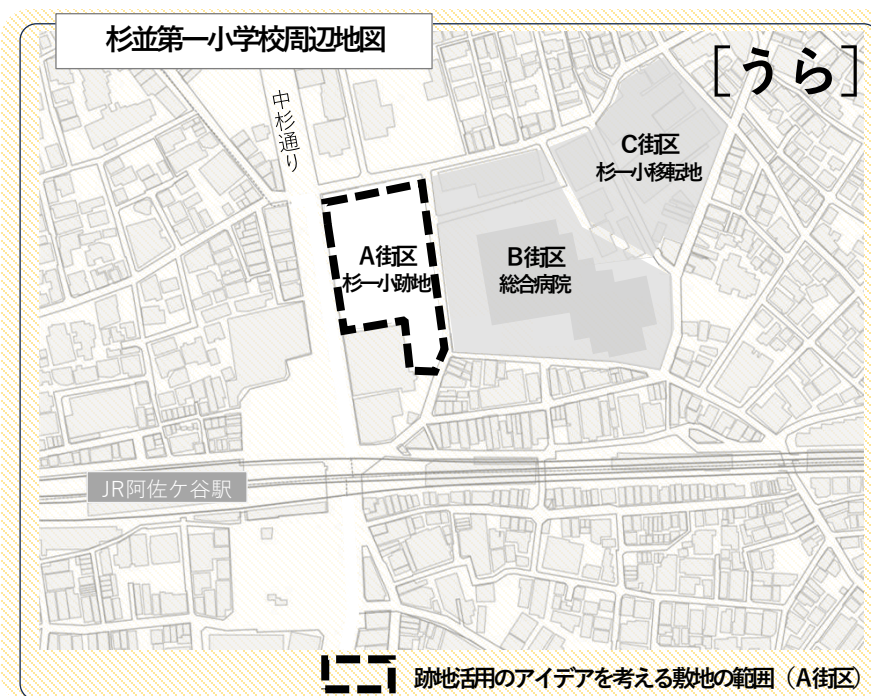 杉並第一小学校周辺地図
[うら]
中杉通り
C街区
杉一小移転地
A街区
杉一小跡地
B街区
総合病院
JR阿佐ケ谷駅
跡地活用のアイデアを考える敷地の範囲（A街区）